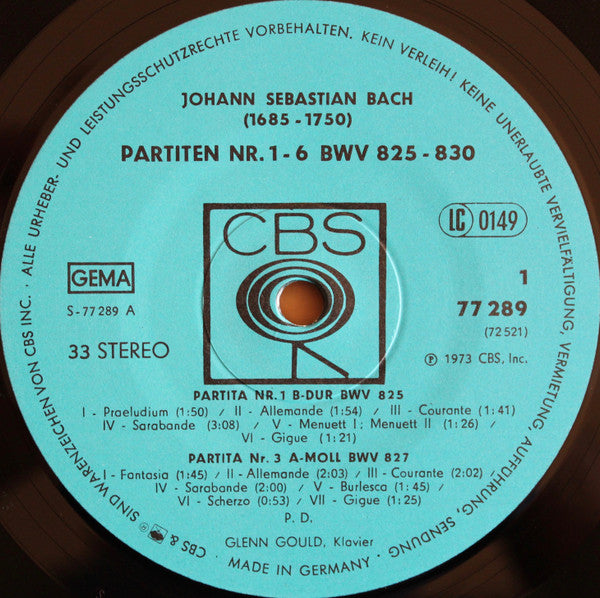 · ALLE URHEBER- UND LEISTUNGSSCHUTZRECHTE VORBEHALTEN. KEIN VERLEIH! KEINE UNERLAUBTE VERVIELFÄLTIGUNG, VERMIETUNG, AUFFÜHRUNG, SENDUNG
JOHANN SEBASTIAN BACH
(1685 - 1750)
PARTITEN NR. 1 - 6 BWV 825 - 830
CBS
LC 0149
GEMA
1
S - 77 289 A
77 289
(72 521)
33 STEREO
℗ 1973 CBS, Inc.
PARTITA NR. 1 B-DUR BWV 825
I - Praeludium (1:50) / II - Allemande (1:54) / III - Courante (1:41)
IV - Sarabande (3:08) / V - Menuett I ; Menuett II (1:26) /
VI - Gigue (1:21)
PARTITA Nr. 3 A-MOLL BWV 827
I - Fantasia (1:45) / II - Allemande (2:03) / III - Courante (2:02) /
IV - Sarabande (2:00) / V - Burlesca (1:45) /
VI - Scherzo (0:53) / VII - Gigue (1:25)
P. D.
GLENN GOULD, Klavier
· MADE IN GERMANY ·
CBS & ® SIND WARENZEICHEN VON CBS INC.